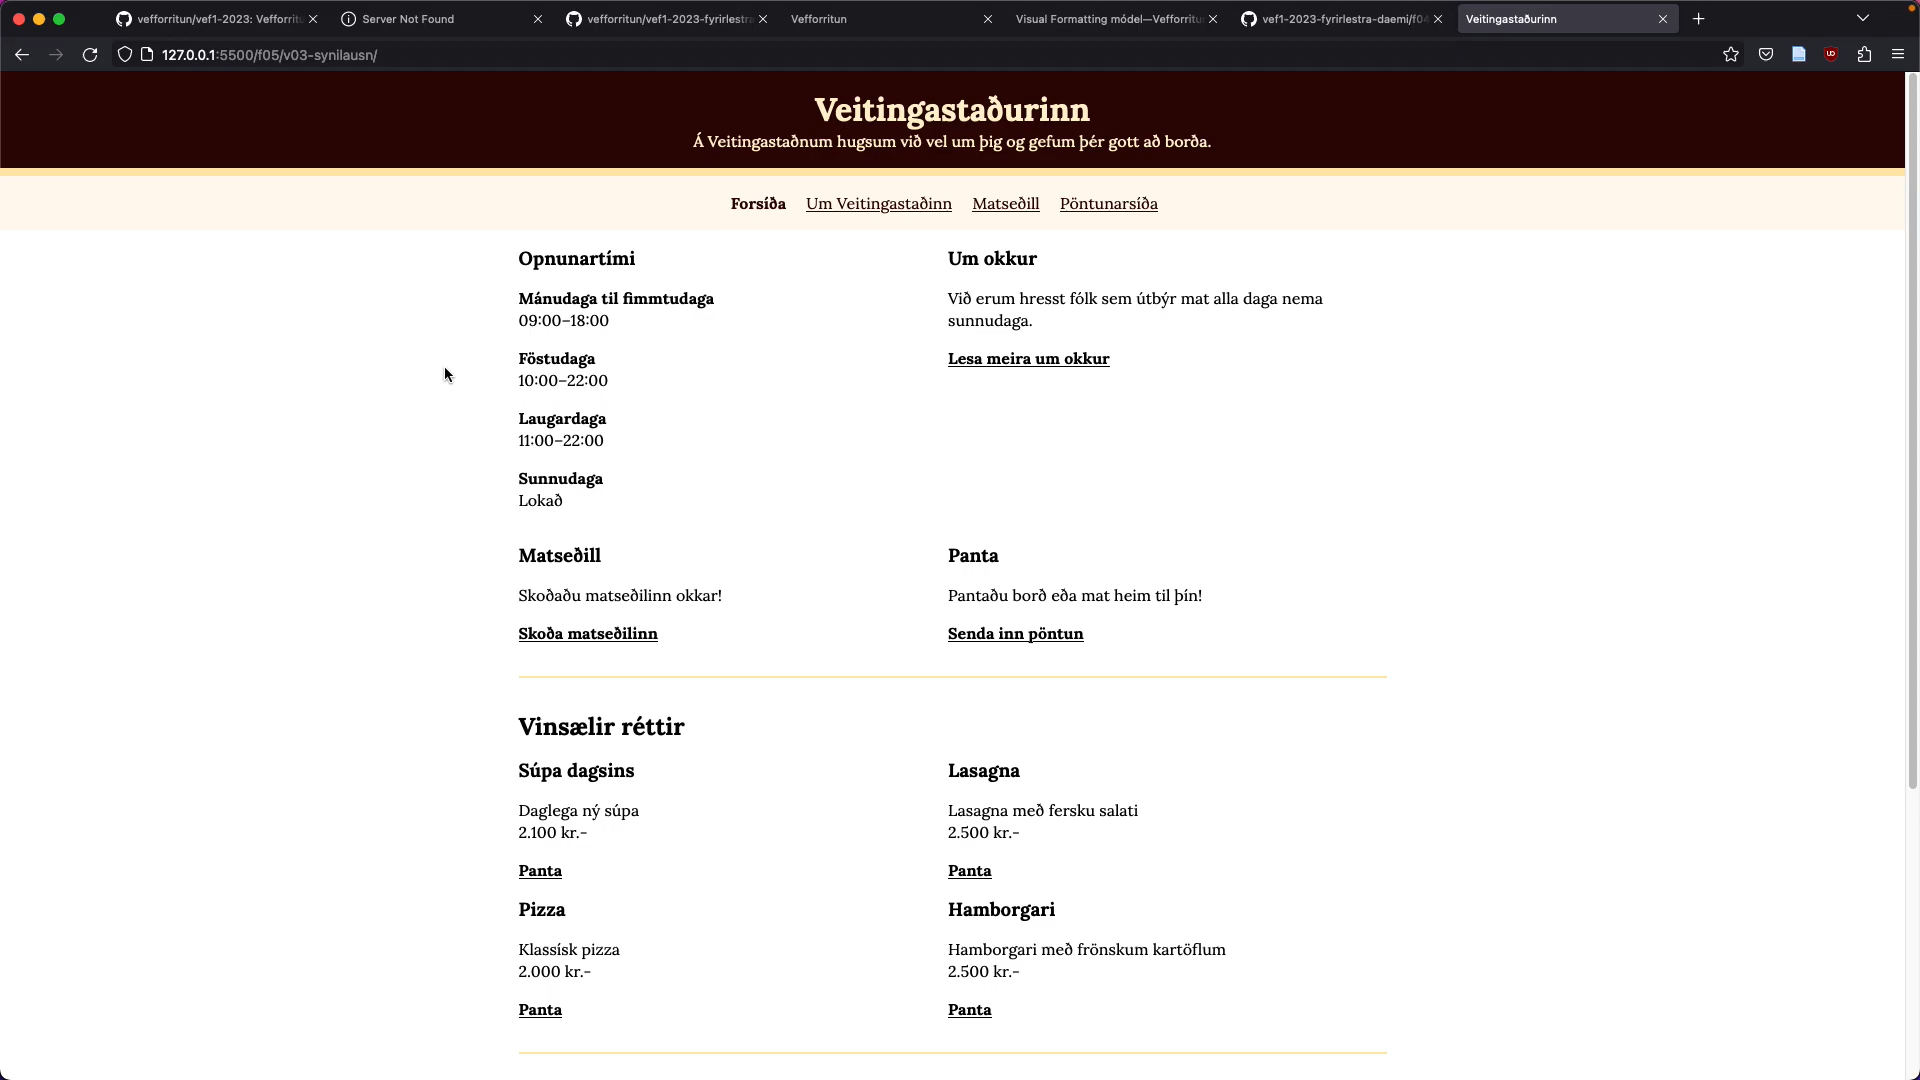 vefforritun/vef1-2023: Vefforritu
Server Not Found
vefforritun/vef1-2023-fyrirlestra
Vefforritun
Visual Formatting módel—Vefforritu
vef1-2023-fyrirlestra-daemi/f04
Veitingastaðurinn
127.0.0.1:5500/f05/v03-synilausn/
Veitingastaðurinn
Á Veitingastaðnum hugsum við vel um þig og gefum þér gott að borða.
Forsíða Um Veitingastaðinn Matseðill Pöntunarsíða
Opnunartími
Mánudaga til fimmtudaga
09:00–18:00
Föstudaga
10:00–22:00
Laugardaga
11:00–22:00
Sunnudaga
Lokað
Um okkur
Við erum hresst fólk sem útbýr mat alla daga nema
sunnudaga.
Lesa meira um okkur
Matseðill
Skoðaðu matseðilinn okkar!
Skoða matseðilinn
Panta
Pantaðu borð eða mat heim til þín!
Senda inn pöntun
Vinsælir réttir
Súpa dagsins
Daglega ný súpa
2.100 kr.-
Panta
Lasagna
Lasagna með fersku salati
2.500 kr.-
Panta
Pizza
Klassísk pizza
2.000 kr.-
Panta
Hamborgari
Hamborgari með frönskum kartöflum
2.500 kr.-
Panta